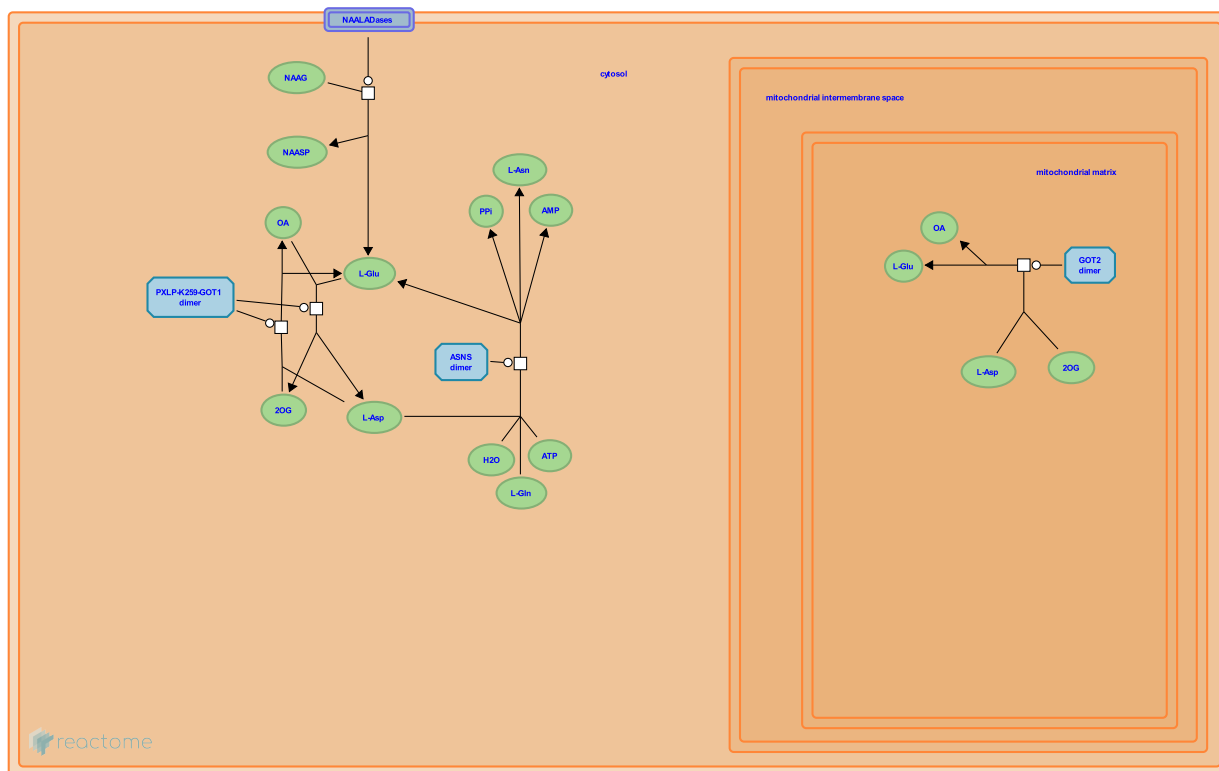 NAALADases
NAAG
cytosol
mitochondrial intermembrane space
NAASP
L-Asn
mitochondrial matrix
PPi
AMP
OA
OA
L-Glu
L-Glu
GOT2
dimer
PXLP-K259-GOT1
dimer
ASNS
dimer
L-Asp
2OG
2OG
L-Asp
H2O
ATP
L-Gln
reactome